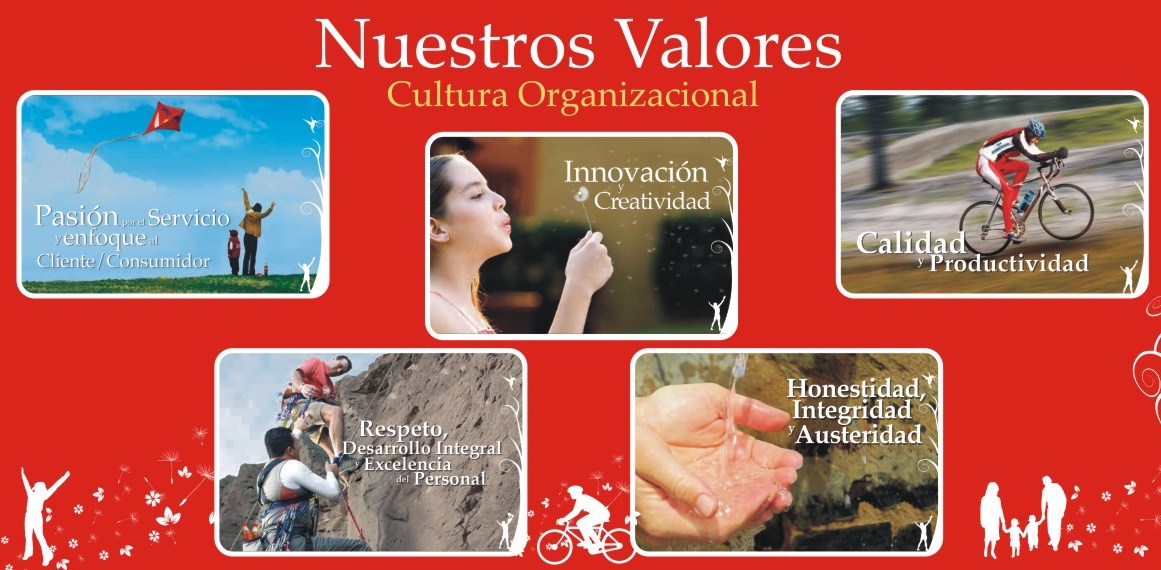 Nuestros Valores
Cultura Organizacional
Pasión por el Servicio
y enfoque al
Cliente/Consumidor
Innovación
y
Creatividad
Calidad
y Productividad
Respeto,
Desarrollo Integral
y Excelencia
del Personal
Honestidad,
Integridad
y Austeridad